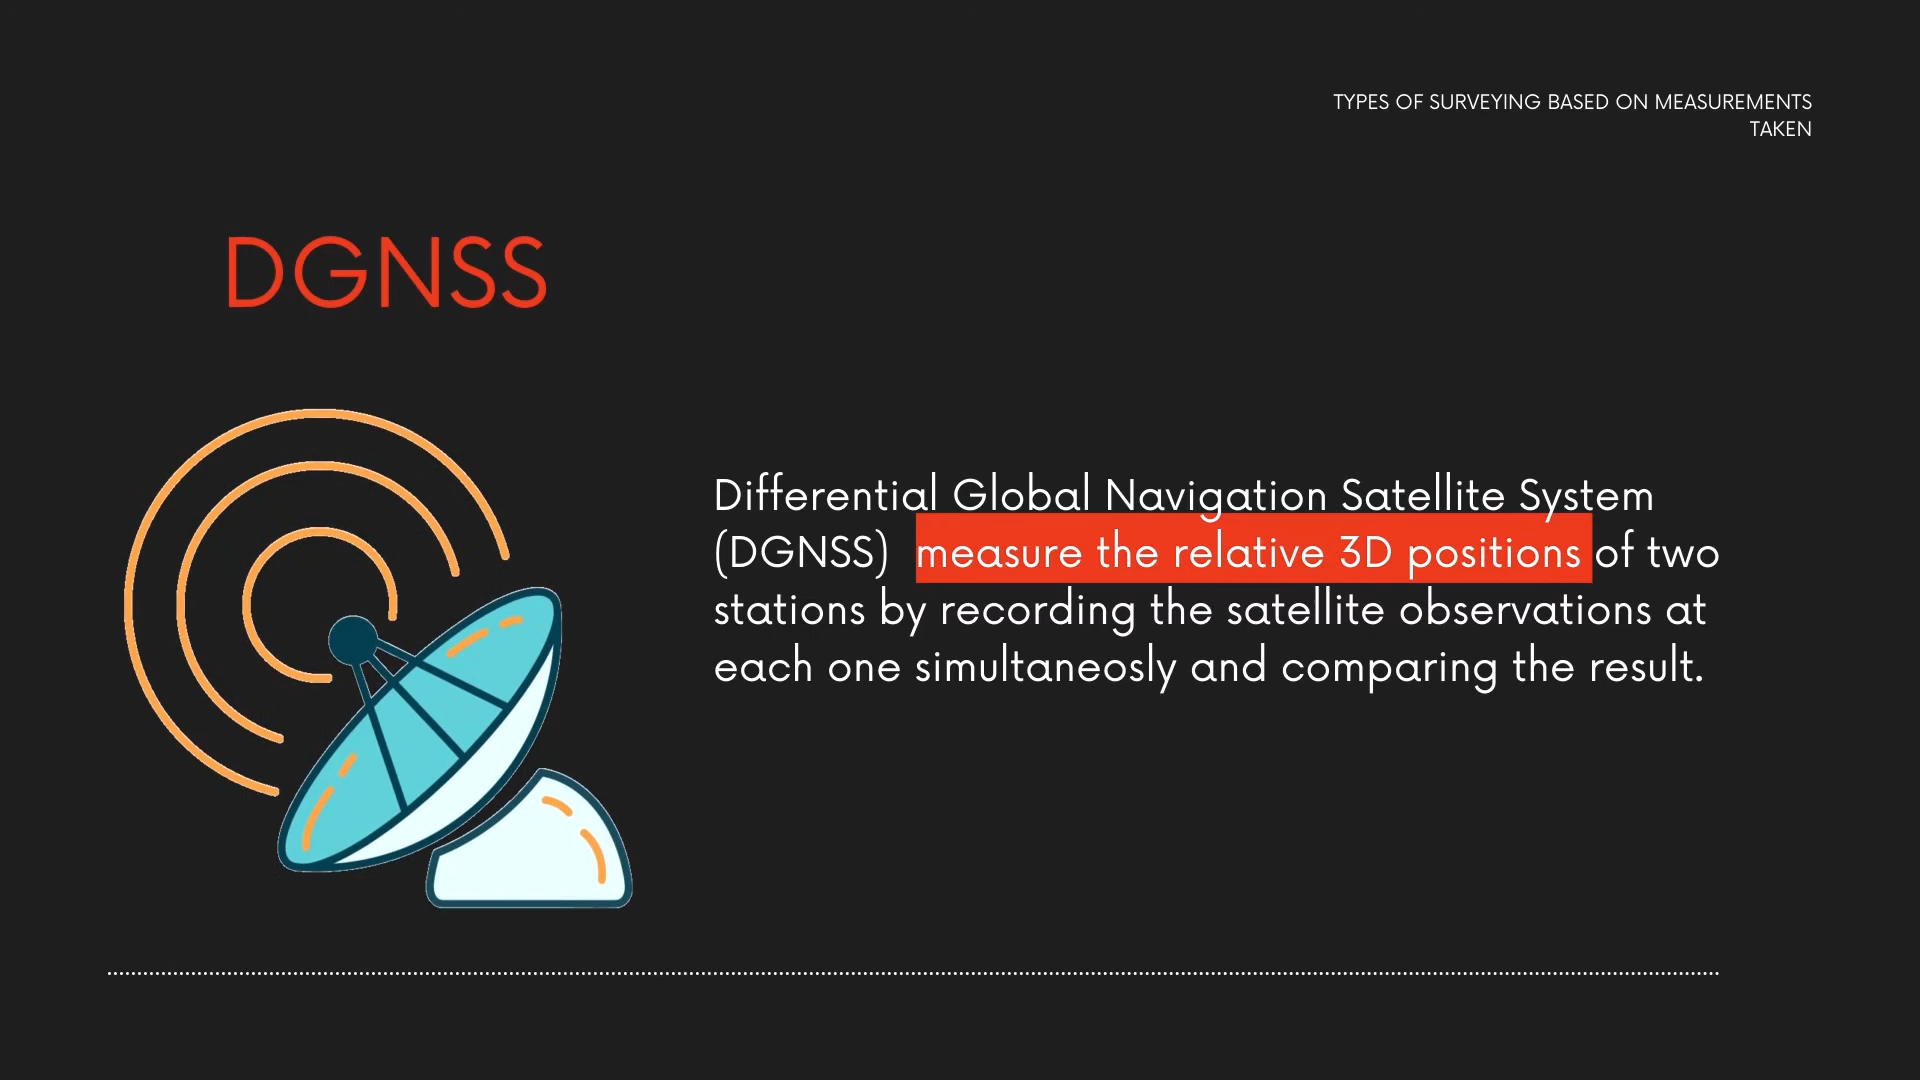 TYPES OF SURVEYING BASED ON MEASUREMENTS
TAKEN
DGNSS
Differential Global Navigation Satellite System
(DGNSS) measure the relative 3D positions of two
stations by recording the satellite observations at
each one simultaneosly and comparing the result.